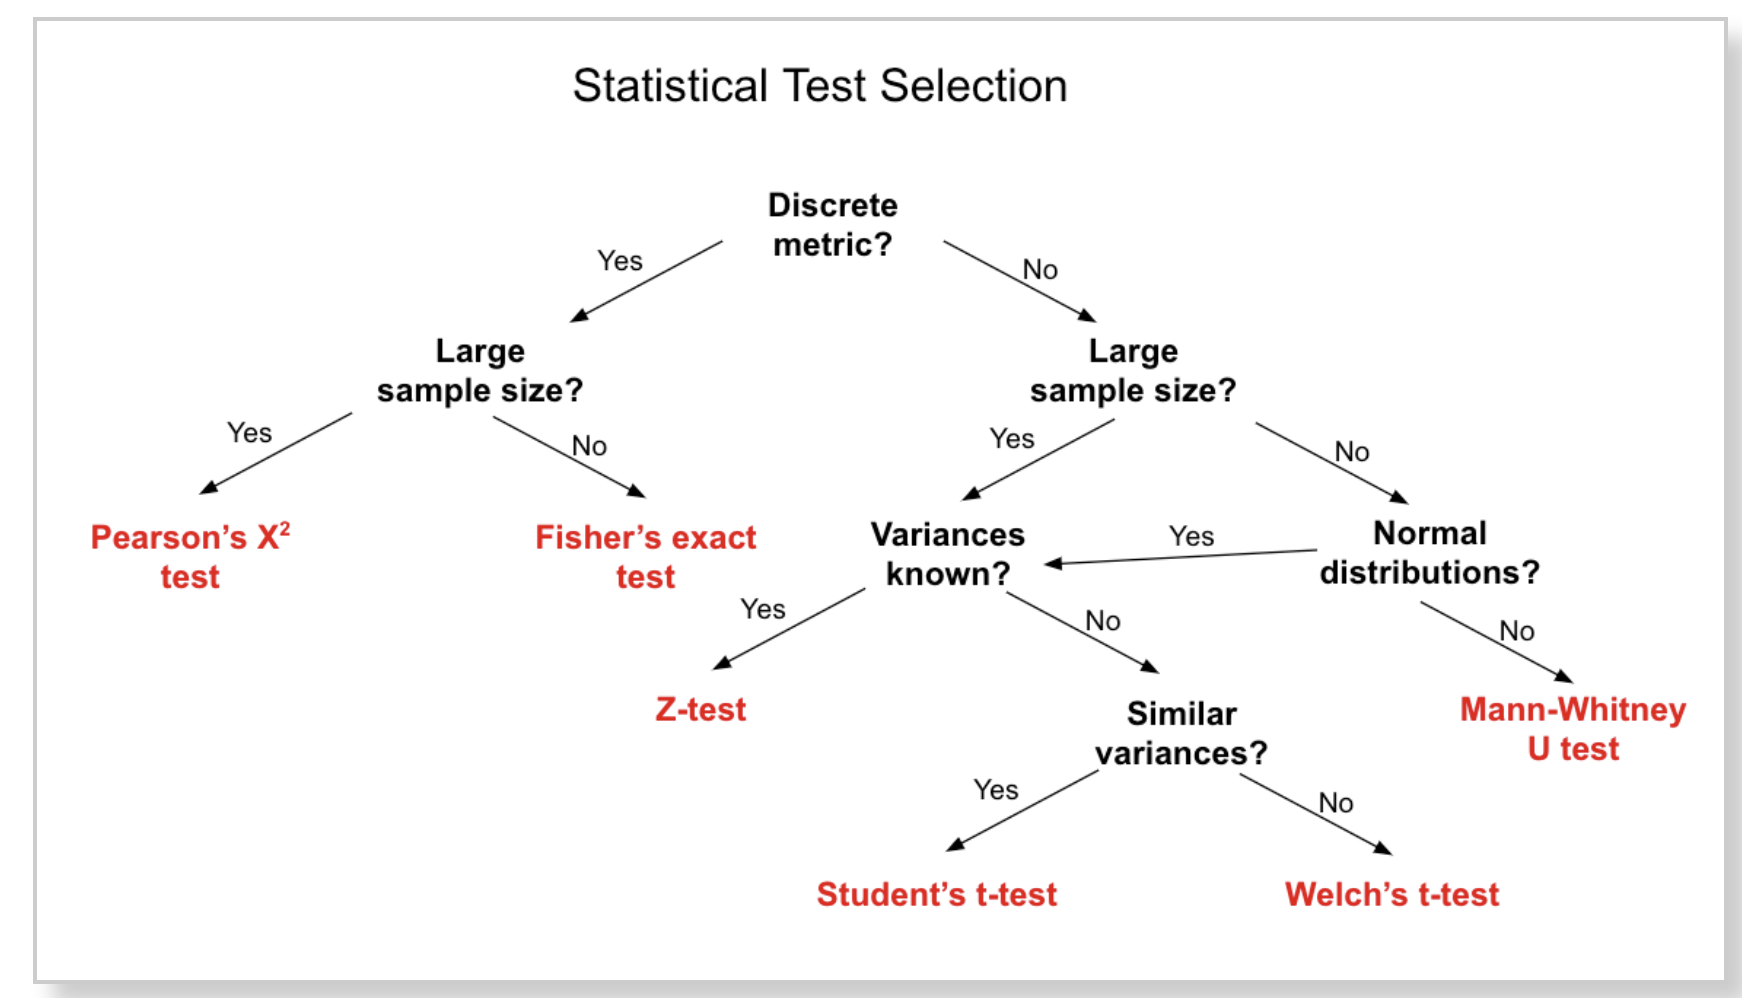 Statistical Test Selection
Discrete
metric?
Yes
No
Large
sample size?
Large
sample size?
Yes
No
Yes
No
Pearson’s X²
test
Fisher’s exact
test
Variances
known?
Yes
Normal
distributions?
Yes
No
No
Z-test
Similar
variances?
Mann-Whitney
U test
Yes
No
Student’s t-test
Welch’s t-test